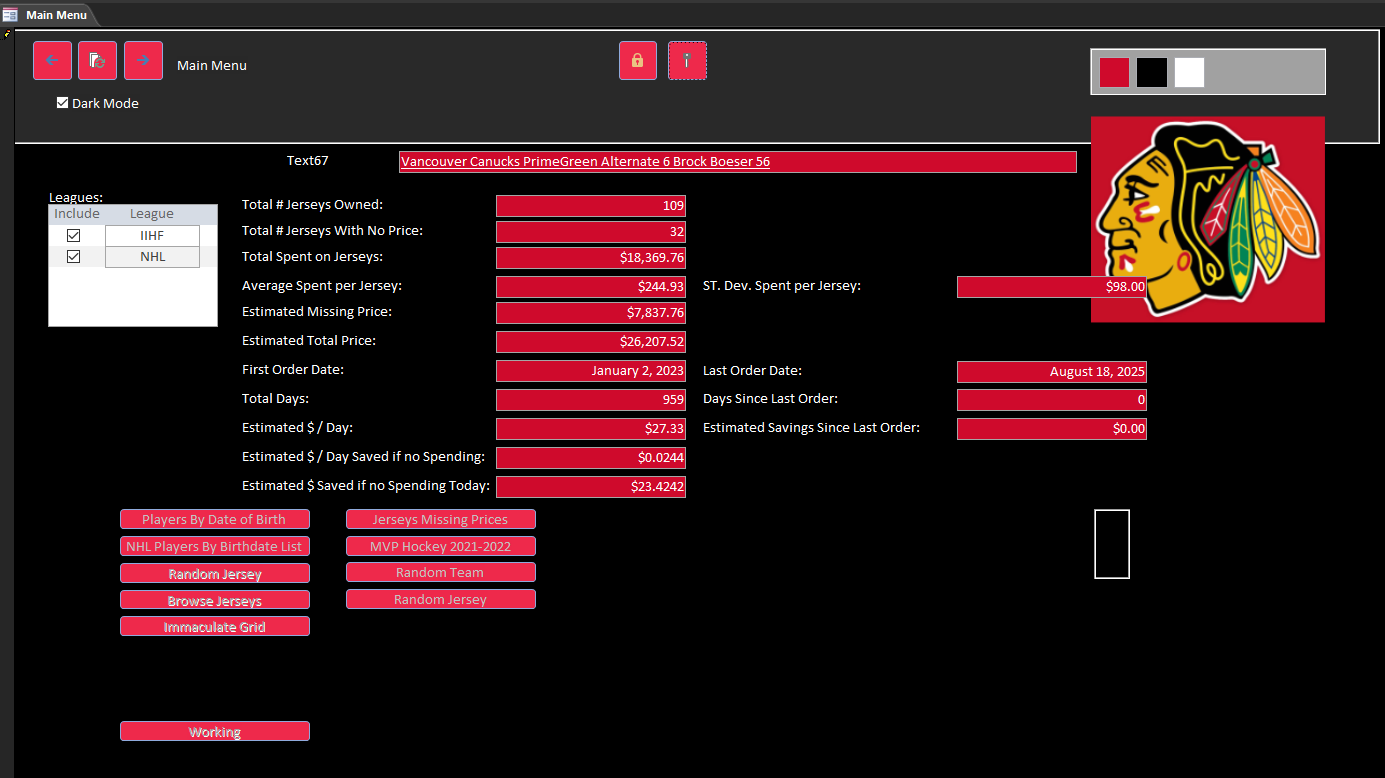 Main Menu
Main Menu
Dark Mode
Text67 Vancouver Canucks PrimeGreen Alternate 6 Brock Boeser 56
Leagues:
Include League
IIHF
NHL
Total # Jerseys Owned: 109
Total # Jerseys With No Price: 32
Total Spent on Jerseys: $18,369.76
Average Spent per Jersey: $244.93 ST. Dev. Spent per Jersey: $98.00
Estimated Missing Price: $7,837.76
Estimated Total Price: $26,207.52
First Order Date: January 2, 2023 Last Order Date: August 18, 2025
Total Days: 959 Days Since Last Order: 0
Estimated $ / Day: $27.33 Estimated Savings Since Last Order: $0.00
Estimated $ / Day Saved if no Spending: $0.0244
Estimated $ Saved if no Spending Today: $23.4242
Players By Date of Birth Jerseys Missing Prices
NHL Players By Birthdate List MVP Hockey 2021-2022
Random Jersey Random Team
Browse Jerseys Random Jersey
Immaculate Grid
Working